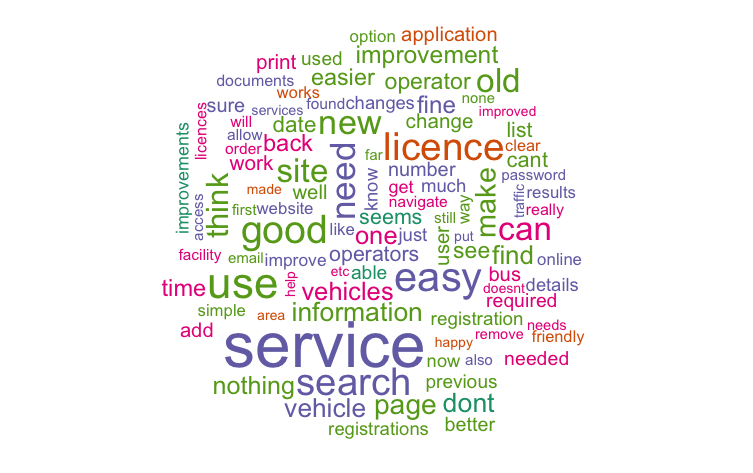 option application
print used improvement
documents easier operator old
works
sure services found changes fine none improved
licences will date new change list
allow
improvements order back licence clear
work far cant
site need number password
think made well know get much make traffic results
access first website navigate way really
good like seems still put can
facility email improve one just user see find online
operators
use help etc able easy bus doesnt details
time vehicles required
simple area information registration needs
add remove friendly
service happy
now also needed
nothing search previous
vehicle page dont
registrations better